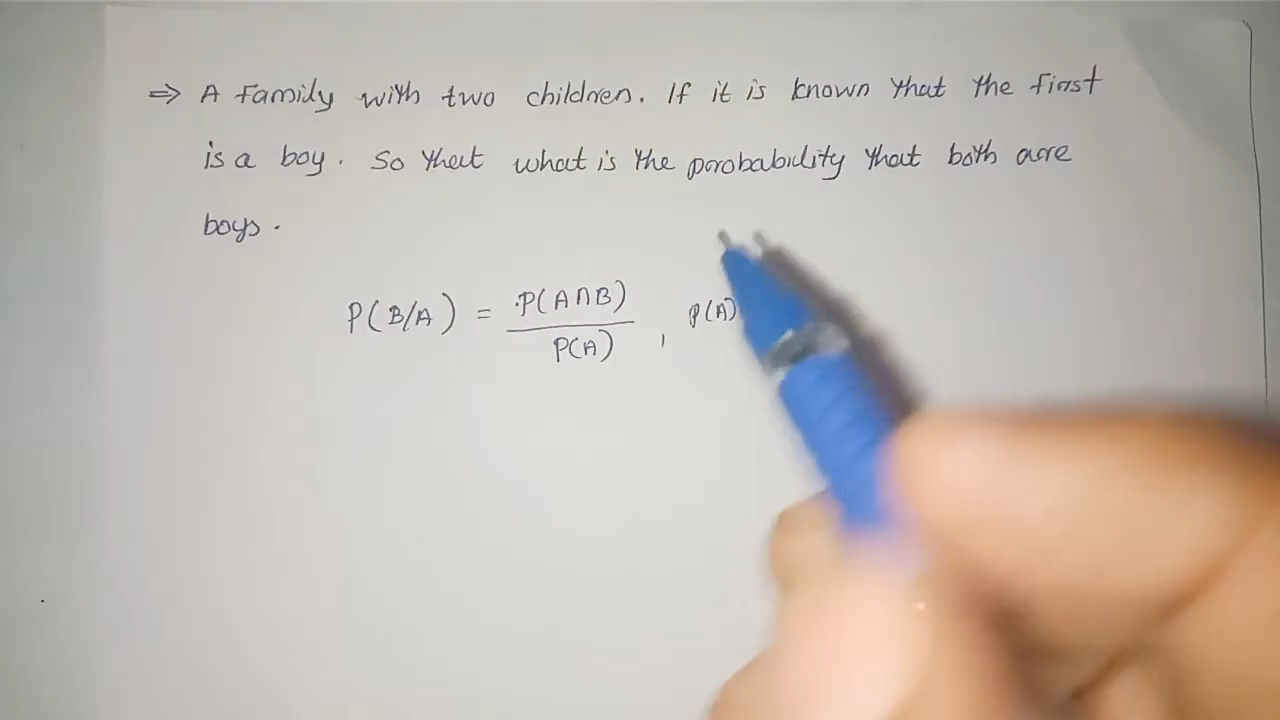 ⇒ A family with two children. If it is known that the first
is a boy. So that what is the probability that both are
boys.
P(B/A) = P(A∩B) / P(A) , P(A)